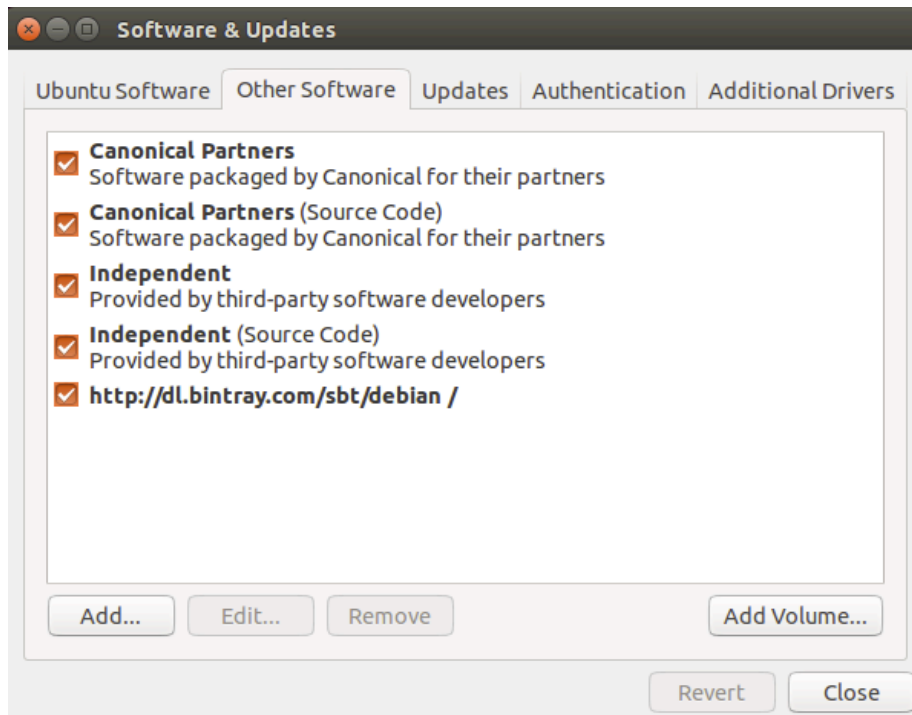 Software & Updates
Ubuntu Software Other Software Updates Authentication Additional Drivers
Canonical Partners
Software packaged by Canonical for their partners
Canonical Partners (Source Code)
Software packaged by Canonical for their partners
Independent
Provided by third-party software developers
Independent (Source Code)
Provided by third-party software developers
http://dl.bintray.com/sbt/debian /
Add... Edit... Remove Add Volume...
Revert Close